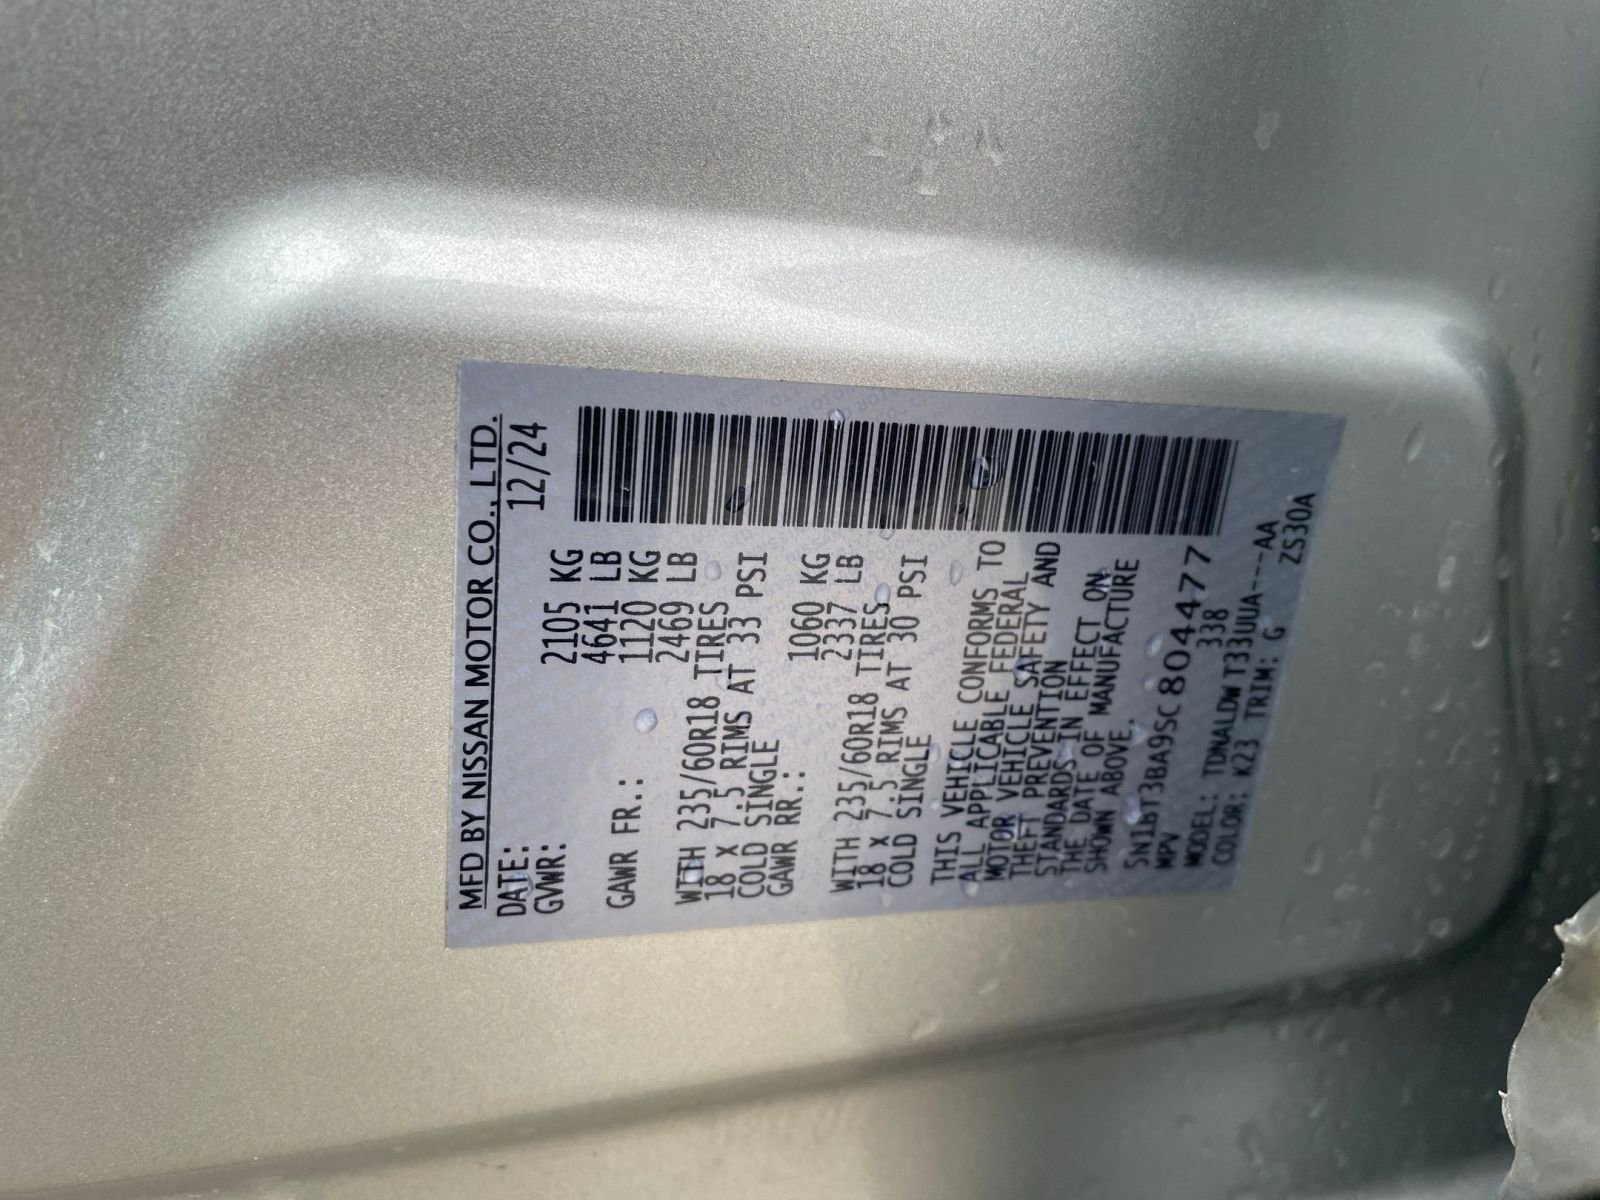 MFD BY NISSAN MOTOR CO., LTD.
DATE: 12/24
GVWR: 2105 KG
4641 LB
GAWR FR.: 1120 KG
2469 LB
WITH 235/60R18 TIRES
18 X 7.5 RIMS AT 33 PSI
COLD SINGLE
GAWR RR.: 1060 KG
2337 LB
WITH 235/60R18 TIRES
18 X 7.5 RIMS AT 30 PSI
COLD SINGLE
THIS VEHICLE CONFORMS TO
ALL APPLICABLE FEDERAL
MOTOR VEHICLE SAFETY AND
THEFT PREVENTION
STANDARDS IN EFFECT ON
THE DATE OF MANUFACTURE
SHOWN ABOVE.
5N1BT3BA9SC804477
MPV 338
MODEL: TDNALDWT33UUA---AA
COLOR: K23 TRIM: G ZS30A